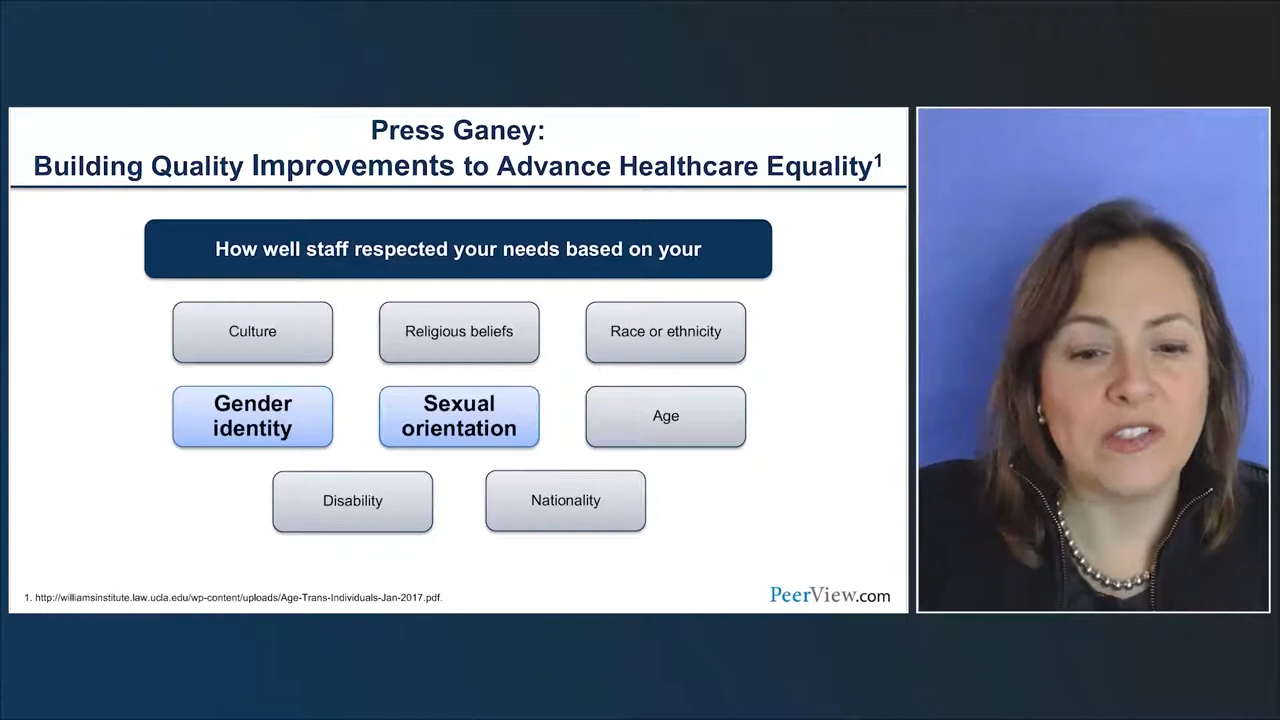 Press Ganey:
Building Quality Improvements to Advance Healthcare Equality1
How well staff respected your needs based on your
Culture
Religious beliefs
Race or ethnicity
Gender
identity
Sexual
orientation
Age
Disability
Nationality
1. http://williamsinstitute.law.ucla.edu/wp-content/uploads/Age-Trans-Individuals-Jan-2017.pdf.
PeerView.com